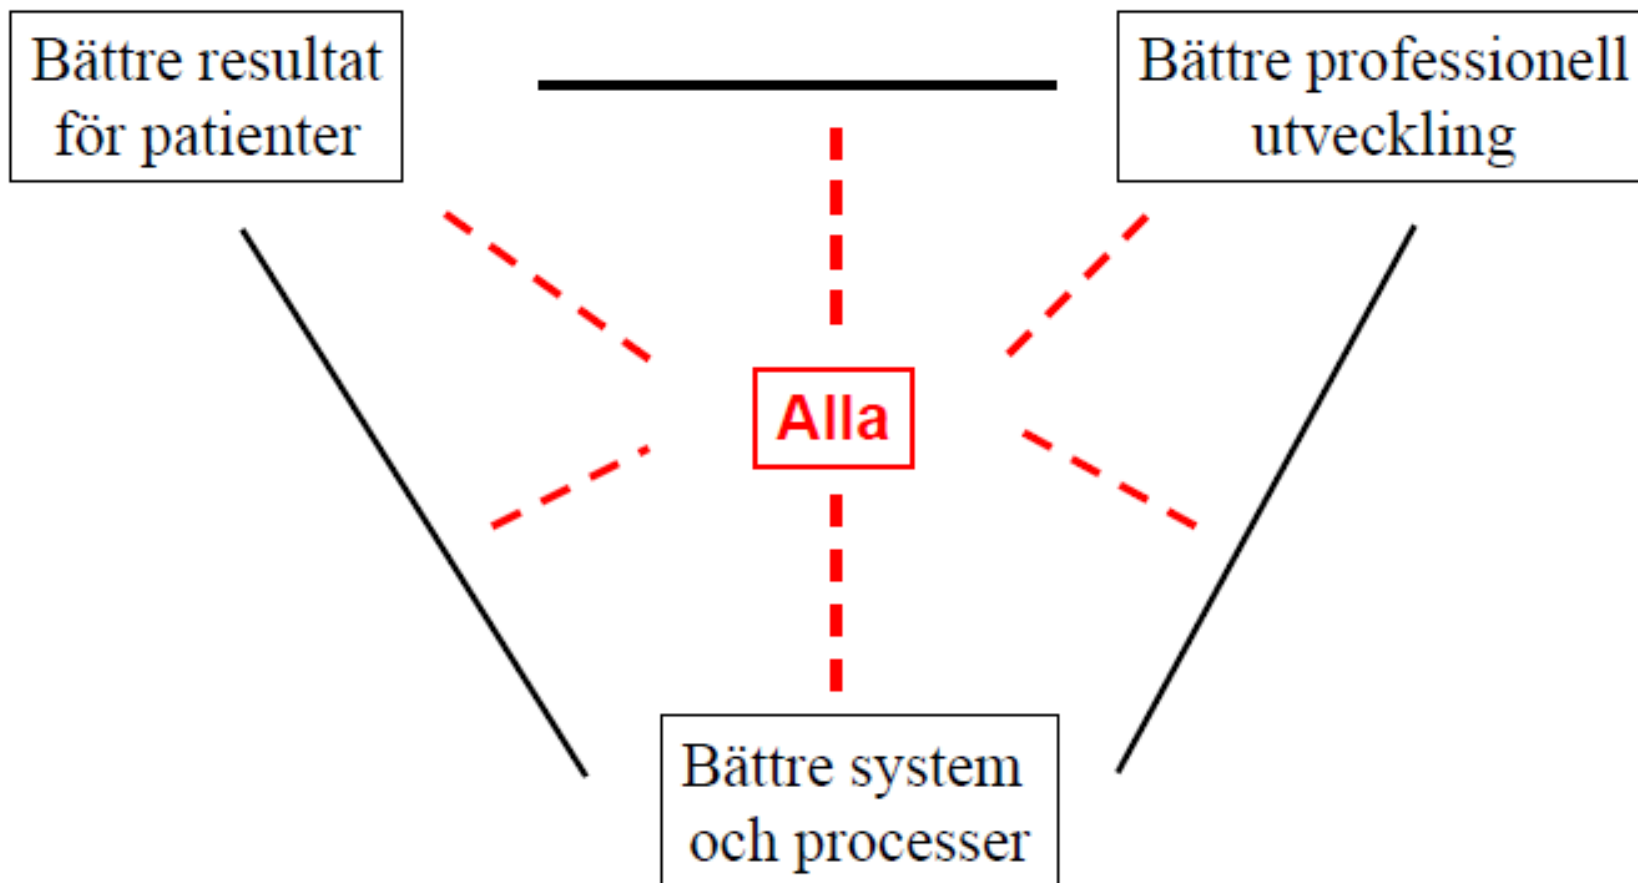 Bättre resultat
för patienter
Bättre professionell
utveckling
Alla
Bättre system
och processer